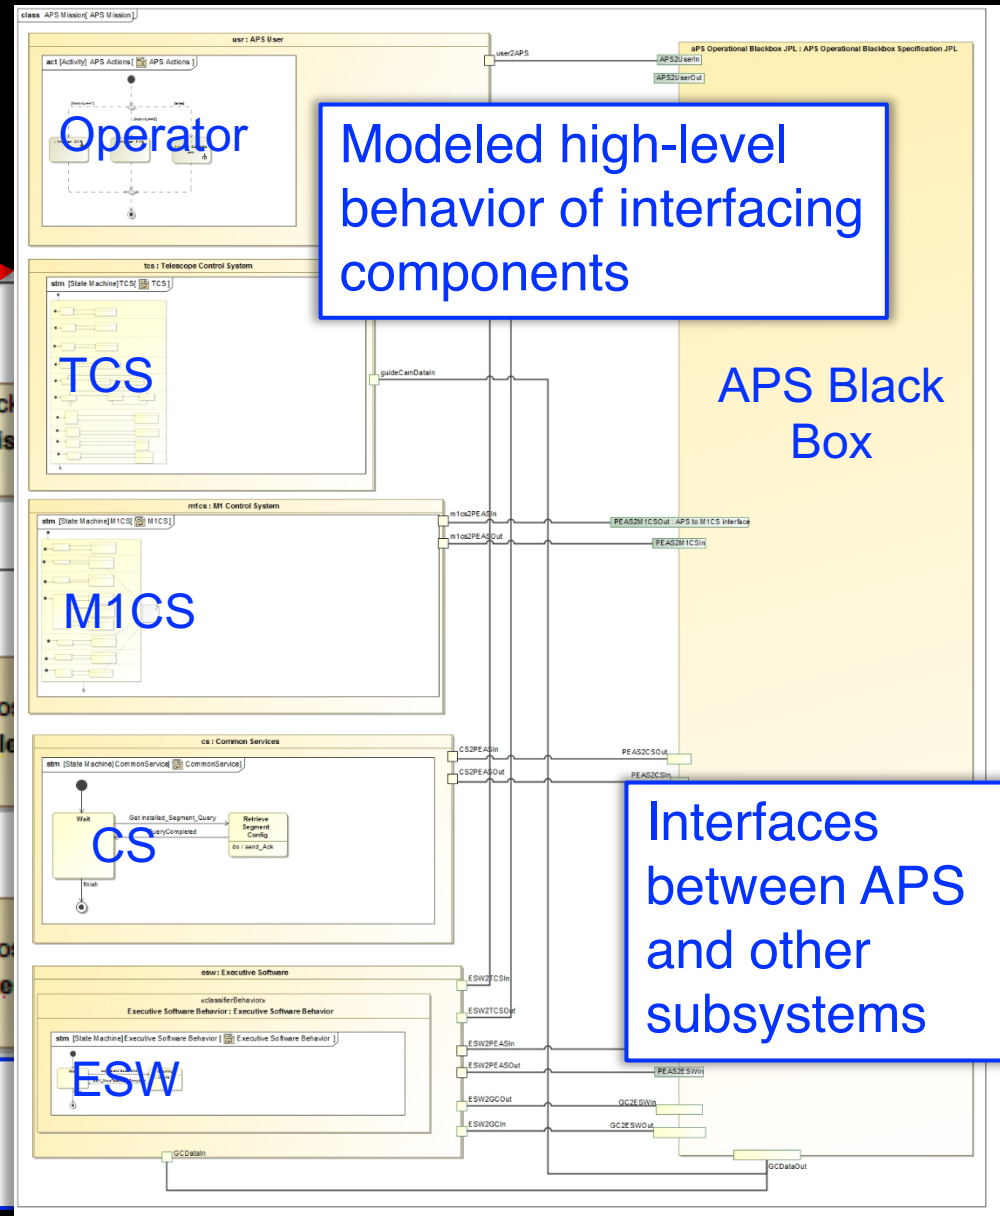 class APS Mission[ APS Mission]
usr : APS User
act [Activity] APS Actions[ APS Actions ]
Operator
user2APS
aPS Operational Blackbox JPL : APS Operational Blackbox Specification JPL
APS2UserIn
APS2UserOut
Modeled high-level
behavior of interfacing
components
tcs : Telescope Control System
stm [State Machine]TCS[ TCS ]
TCS
guideCamDataIn
APS Black
Box
m1cs : M1 Control System
stm [State Machine]M1CS[ M1CS]
M1CS
m1cs2PEASIn
m1cs2PEASOut
PEAS2M1CSOut : APS to M1CS interface
PEAS2M1CSIn
cs : Common Services
stm [State Machine]CommonService[ CommonService]
Wait
Get installed_Segment_Query
QueryCompleted
Retrieve
Segment
Config
do / send_Ack
finish
CS
CS2PEASIn
CS2PEASOut
PEAS2CSOut
PEAS2CSIn
Interfaces
between APS
and other
subsystems
esw : Executive Software
«classifierBehavior»
Executive Software Behavior : Executive Software Behavior
stm [State Machine]Executive Software Behavior [ Executive Software Behavior ]
ESW
ESW2TCSIn
ESW2TCSOut
ESW2PEASIn
ESW2PEASOut
ESW2GCOut
ESW2GCIn
PEAS2ESWIn
GC2ESWIn
GC2ESWOut
GCDataIn
GCDataOut